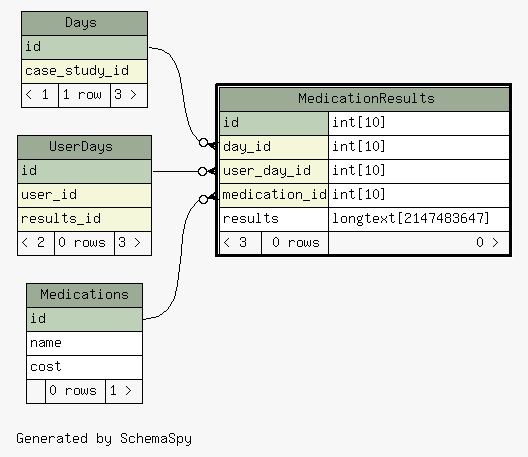 Days
id
case_study_id
< 1 1 row 3 >
UserDays
id
user_id
results_id
< 2 0 rows 3 >
Medications
id
name
cost
0 rows 1 >
MedicationResults
id int[10]
day_id int[10]
user_day_id int[10]
medication_id int[10]
results longtext[2147483647]
< 3 0 rows 0 >
Generated by SchemaSpy